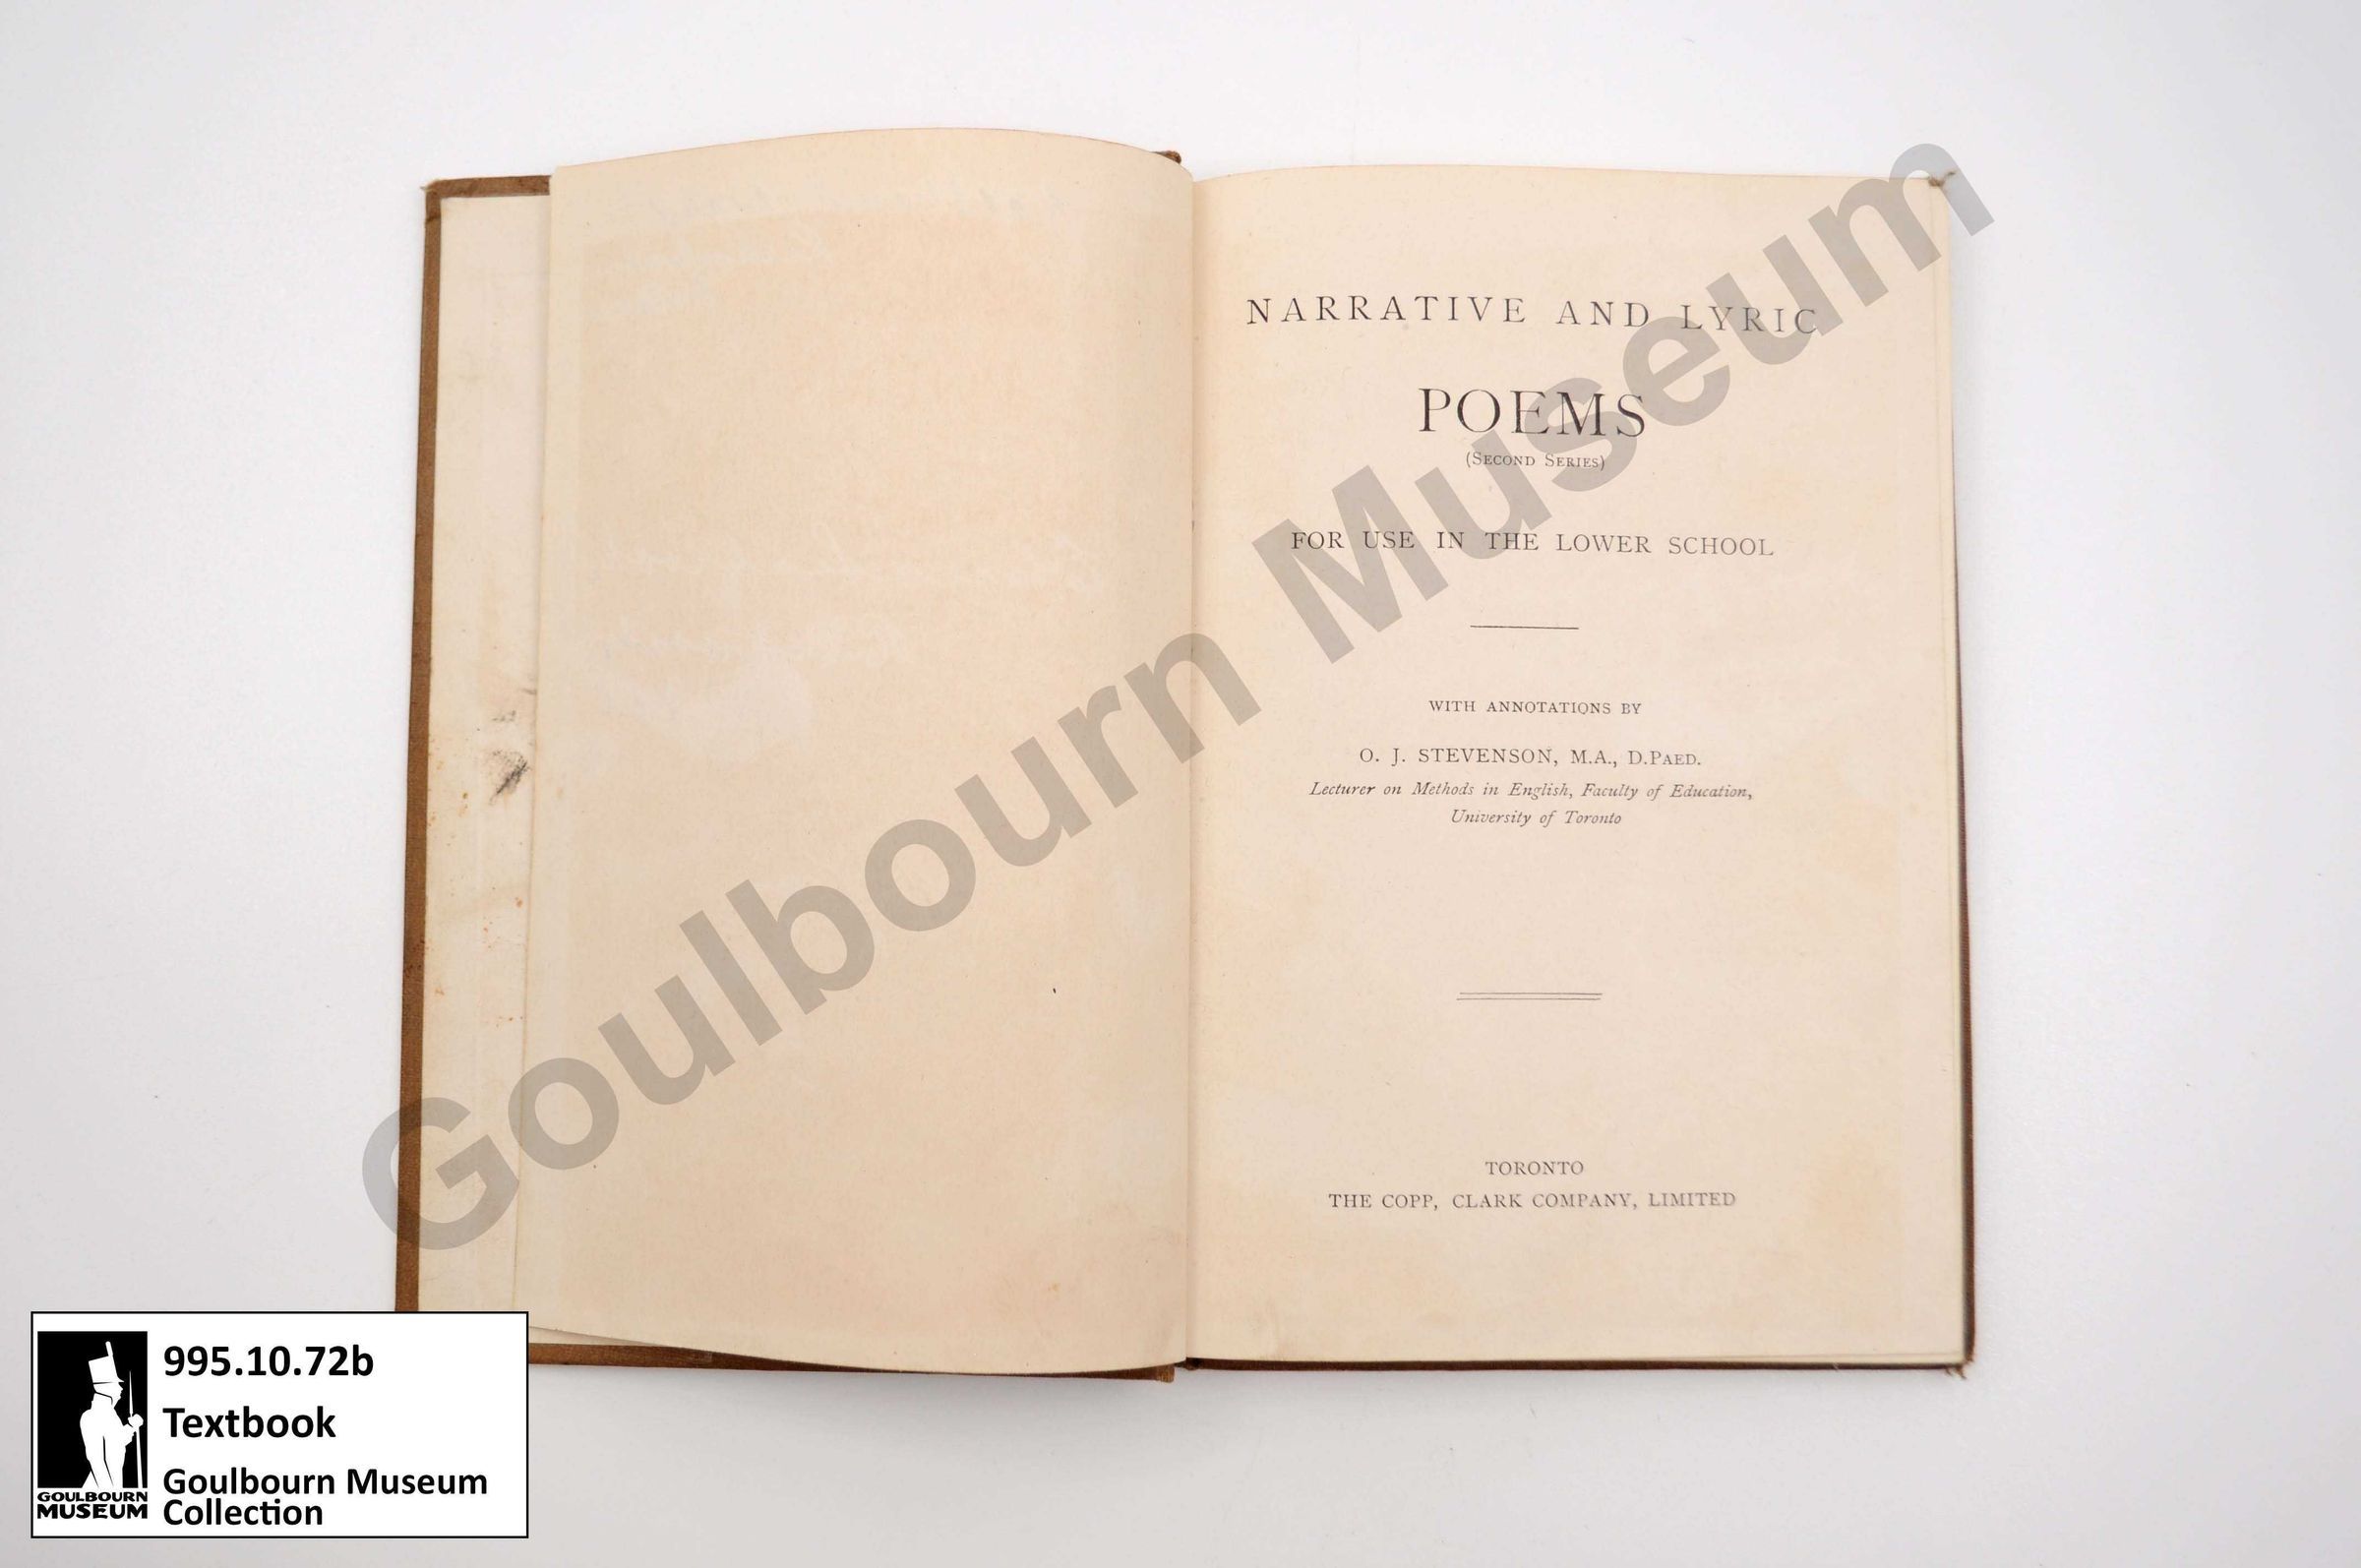 NARRATIVE AND LYRIC
POEMS
(SECOND SERIES)
FOR USE IN THE LOWER SCHOOL
WITH ANNOTATIONS BY
O. J. STEVENSON, M.A., D.PAED.
Lecturer on Methods in English, Faculty of Education,
University of Toronto
TORONTO
THE COPP, CLARK COMPANY, LIMITED
Goulbourn Museum
995.10.72b
Textbook
Goulbourn Museum
Collection
GOULBOURN
MUSEUM